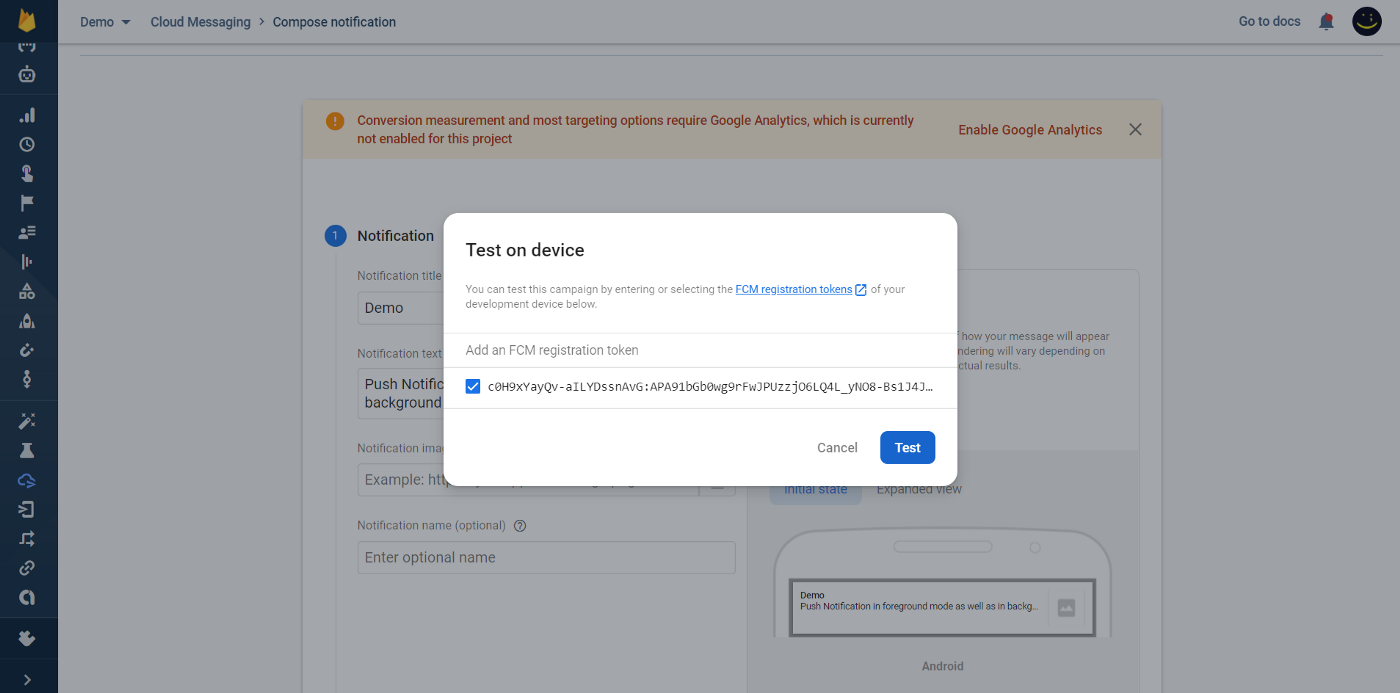 Demo
Cloud Messaging > Compose notification
Go to docs
Conversion measurement and most targeting options require Google Analytics, which is currently
not enabled for this project
Enable Google Analytics
1 Notification
Notification title
Demo
Notification text
Push Notific
background
Notification ima
Example: htt
Notification name (optional)
Enter optional name
Test on device
You can test this campaign by entering or selecting the FCM registration tokens of your
development device below.
Add an FCM registration token
c0H9xYayQv-aILYDssnAvG:APA91bGb0wg9rFwJPUzzjO6LQ4L_yNO8-Bs1J4J…
Cancel
Test
f how your message will appear
ndering will vary depending on
ctual results.
Initial state
Expanded view
Demo
Push Notification in foreground mode as well as in backg...
Android